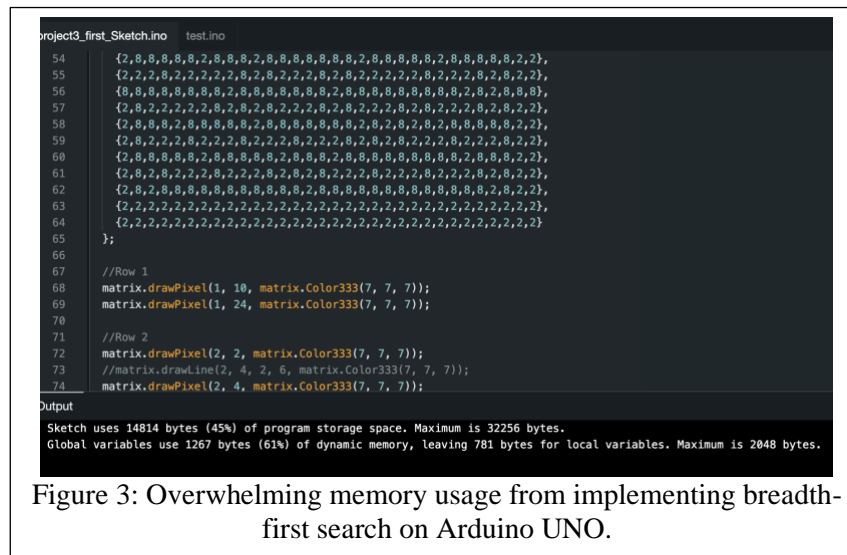 project3_first_Sketch.ino test.ino
54 {2,8,8,8,8,8,2,8,8,8,2,8,8,8,8,8,8,8,2,8,8,8,8,8,2,8,8,8,8,8,2,2},
55 {2,2,2,8,2,2,2,2,2,8,2,8,2,2,2,8,2,8,2,2,2,2,2,8,2,2,2,8,2,8,2,2},
56 {8,8,8,8,8,8,8,8,2,8,8,8,8,8,8,8,2,8,8,8,8,8,8,8,8,8,8,8,2,8,8,8},
57 {2,8,2,2,2,2,2,8,2,8,2,8,2,2,2,8,2,8,2,2,2,8,2,8,2,2,2,8,2,8,2,2},
58 {2,8,8,8,2,8,8,8,8,8,2,8,8,8,8,8,8,8,8,2,8,2,8,2,8,2,8,8,8,8,2,2},
59 {2,8,2,2,2,8,2,2,2,8,2,2,2,8,2,2,2,8,2,8,2,8,2,2,2,8,2,2,2,8,2,2},
60 {2,8,8,8,8,8,2,8,8,8,8,8,2,8,8,8,2,8,8,8,8,8,8,8,8,8,2,8,8,8,2,2},
61 {2,8,2,8,2,2,2,8,2,2,2,8,2,2,2,8,2,2,2,8,2,2,2,8,2,2,2,8,2,8,2,2},
62 {2,8,2,8,8,8,8,8,8,8,8,8,8,8,2,8,8,8,8,8,8,8,8,8,8,8,8,2,8,2,2},
63 {2,2,2,2,2,2,2,2,2,2,2,2,2,2,2,2,2,2,2,2,2,2,2,2,2,2,2,2,2,2,2},
64 {2,2,2,2,2,2,2,2,2,2,2,2,2,2,2,2,2,2,2,2,2,2,2,2,2,2,2,2,2,2,2,2}
65 };
66
67 //Row 1
68 matrix.drawPixel(1, 10, matrix.Color333(7, 7, 7));
69 matrix.drawPixel(1, 24, matrix.Color333(7, 7, 7));
70
71 //Row 2
72 matrix.drawPixel(2, 2, matrix.Color333(7, 7, 7));
73 //matrix.drawLine(2, 4, 2, 6, matrix.Color333(7, 7, 7));
74 matrix.drawPixel(2, 4, matrix.Color333(7, 7, 7));
Output
Sketch uses 14814 bytes (45%) of program storage space. Maximum is 32256 bytes.
Global variables use 1267 bytes (61%) of dynamic memory, leaving 781 bytes for local variables. Maximum is 2048 bytes.
Figure 3: Overwhelming memory usage from implementing breadth-
first search on Arduino UNO.